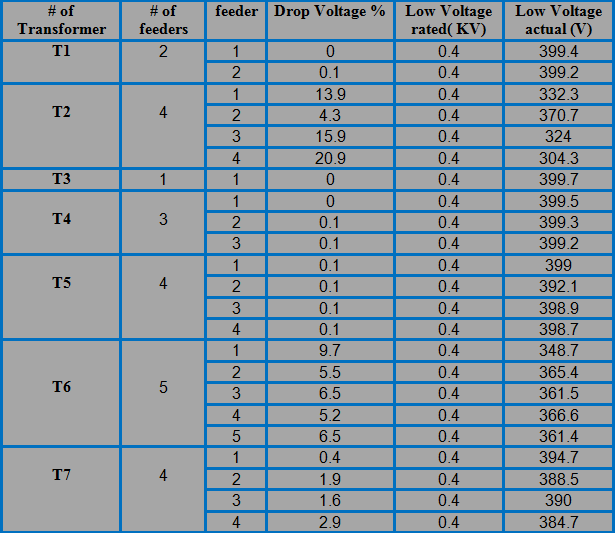 # of Transformer # of feeders feeder Drop Voltage % Low Voltage rated( KV) Low Voltage actual (V)
T1 2 1 0 0.4 399.4
2 0.1 0.4 399.2
T2 4 1 13.9 0.4 332.3
2 4.3 0.4 370.7
3 15.9 0.4 324
4 20.9 0.4 304.3
T3 1 1 0 0.4 399.7
T4 3 1 0 0.4 399.5
2 0.1 0.4 399.3
3 0.1 0.4 399.2
T5 4 1 0.1 0.4 399
2 0.1 0.4 392.1
3 0.1 0.4 398.9
4 0.1 0.4 398.7
T6 5 1 9.7 0.4 348.7
2 5.5 0.4 365.4
3 6.5 0.4 361.5
4 5.2 0.4 366.6
5 6.5 0.4 361.4
T7 4 1 0.4 0.4 394.7
2 1.9 0.4 388.5
3 1.6 0.4 390
4 2.9 0.4 384.7